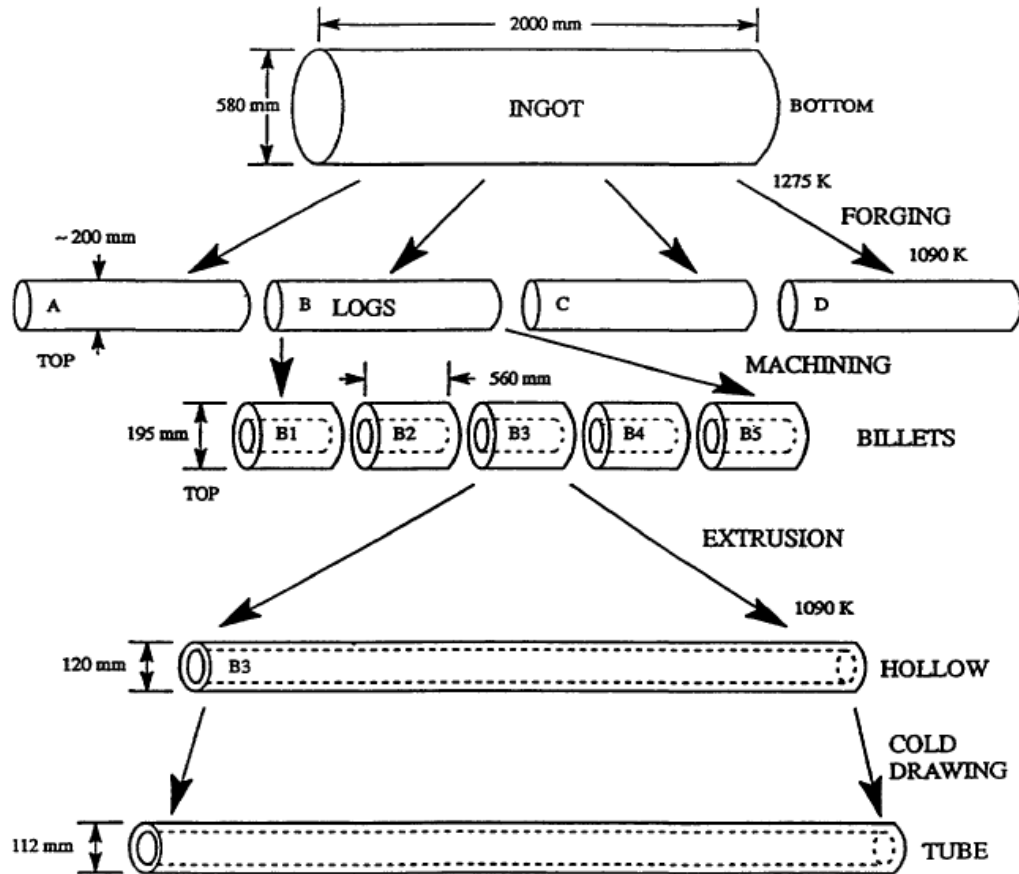 2000 mm
580 mm
INGOT
BOTTOM
1275 K
FORGING
~ 200 mm
1090 K
A
B
LOGS
C
D
TOP
MACHINING
560 mm
195 mm
B1
B2
B3
B4
B5
BILLETS
TOP
EXTRUSION
1090 K
120 mm
B3
HOLLOW
COLD
DRAWING
112 mm
TUBE